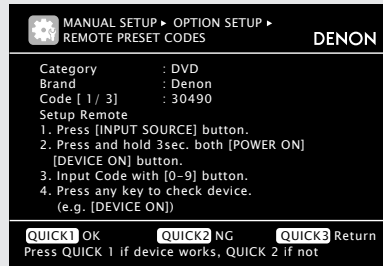 MANUAL SETUP ▸ OPTION SETUP ▸
REMOTE PRESET CODES
DENON
Category : DVD
Brand : Denon
Code [ 1/ 3] : 30490
Setup Remote
1. Press [INPUT SOURCE] button.
2. Press and hold 3sec. both [POWER ON]
[DEVICE ON] button.
3. Input Code with [0–9] button.
4. Press any key to check device.
(e.g. [DEVICE ON])
QUICK1 OK QUICK2 NG QUICK3 Return
Press QUICK 1 if device works, QUICK 2 if not